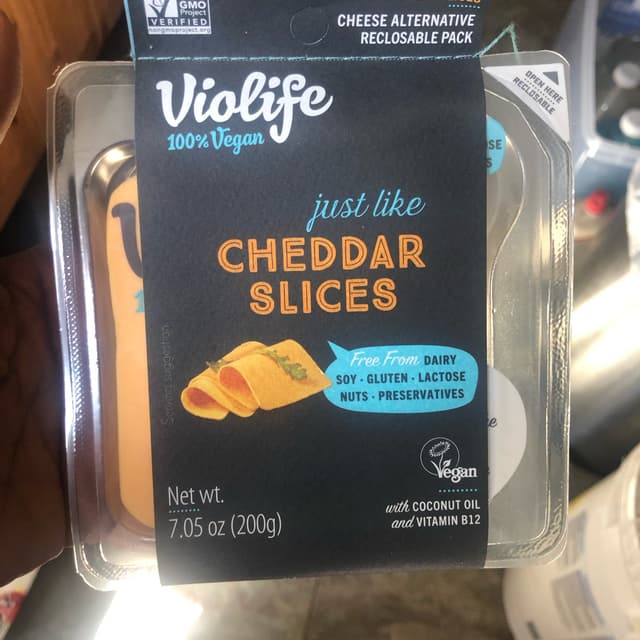 NON
GMO
Project
VERIFIED
nongmoproject.org
CHEESE ALTERNATIVE
RECLOSABLE PACK
OPEN HERE
RECLOSABLE
Violife
100% Vegan
just like
CHEDDAR
SLICES
Free From DAIRY
SOY · GLUTEN · LACTOSE
NUTS · PRESERVATIVES
Serving suggestion
Vegan
Net wt.
7.05 oz (200g)
with COCONUT OIL
and VITAMIN B12